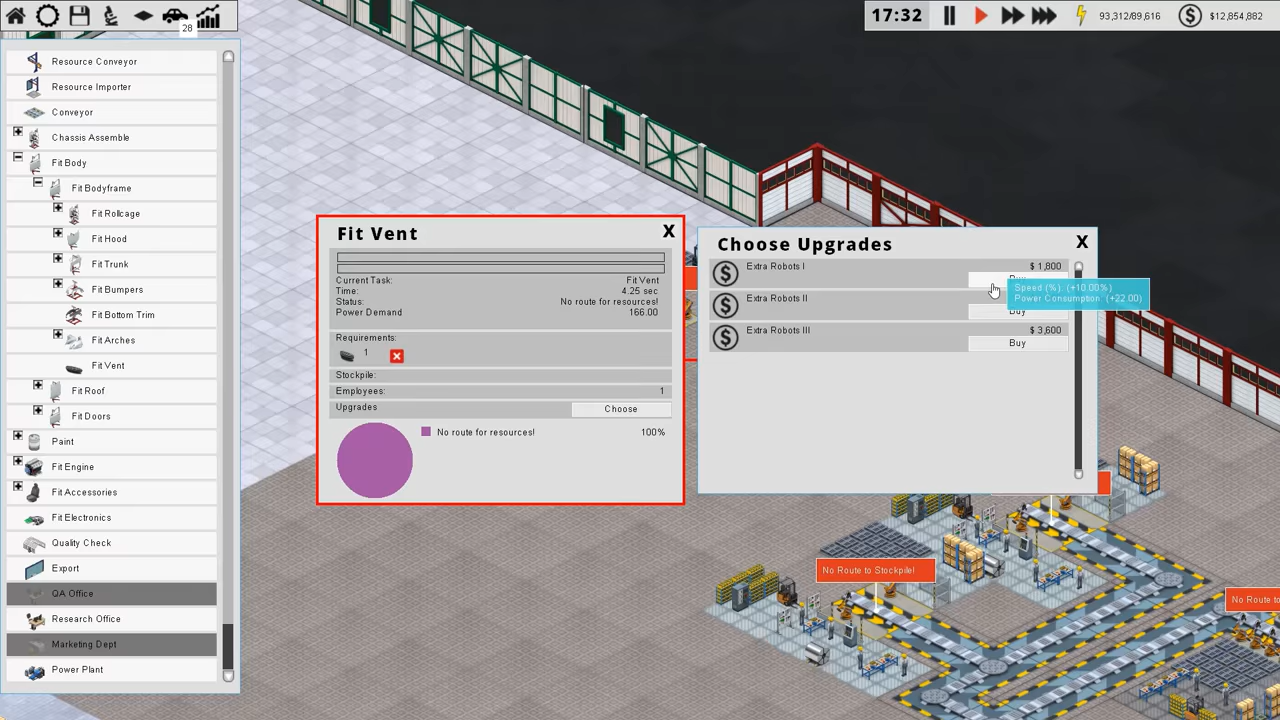 28
17:32
93,312/89,616
$12,854,882
Resource Conveyor
Resource Importer
Conveyor
Chassis Assemble
Fit Body
Fit Bodyframe
Fit Rollcage
Fit Hood
Fit Trunk
Fit Bumpers
Fit Bottom Trim
Fit Arches
Fit Vent
Fit Roof
Fit Doors
Paint
Fit Engine
Fit Accessories
Fit Electronics
Quality Check
Export
QA Office
Research Office
Marketing Dept
Power Plant
Fit Vent X
Current Task: Fit Vent
Time: 4.25 sec
Status: No route for resources!
Power Demand 166.00
Requirements:
1
Stockpile:
Employees: 1
Upgrades Choose
No route for resources! 100%
Choose Upgrades X
Extra Robots I $ 1,800
Speed (%) (+10.00%)
Power Consumption: (+22.00)
Extra Robots II
Buy
Extra Robots III $ 3,600
Buy
No Route to Stockpile!
No Route to